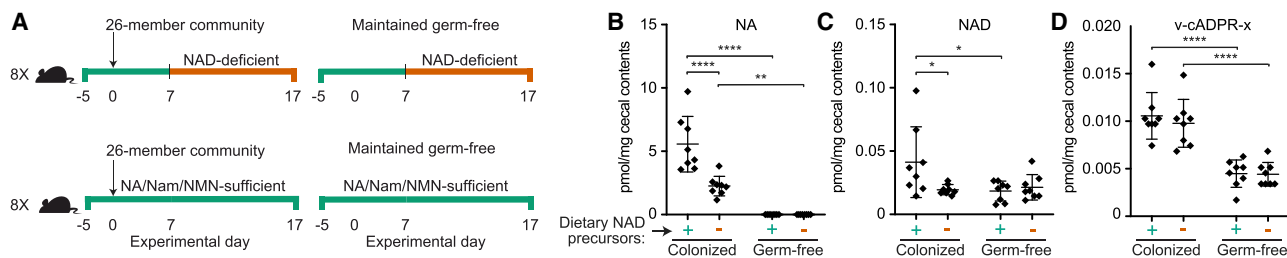 A
26-member community
Maintained germ-free
NAD-deficient
NAD-deficient
8X
-5 0 7 17
-5 0 7 17
26-member community
Maintained germ-free
NA/Nam/NMN-sufficient
NA/Nam/NMN-sufficient
8X
-5 0 7 17
-5 0 7 17
Experimental day
Experimental day
B
NA
pmol/mg cecal contents
15
10
5
0
****
****
**
Dietary NAD
precursors:
+ - + -
Colonized Germ-free
C
NAD
pmol/mg cecal contents
0.15
0.10
0.05
0
*
*
+ - + -
Colonized Germ-free
D
v-cADPR-x
pmol/mg cecal contents
0.020
0.015
0.010
0.005
0
****
****
+ - + -
Colonized Germ-free